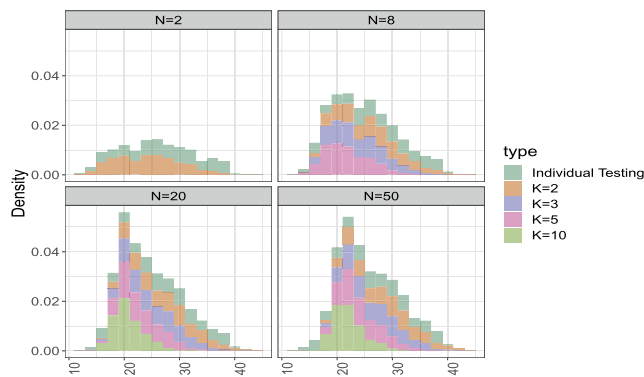 N=2 N=8
0.04
0.02
0.00
Density
N=20 N=50
0.04
0.02
0.00
10 20 30 40 10 20 30 40
type
Individual Testing
K=2
K=3
K=5
K=10